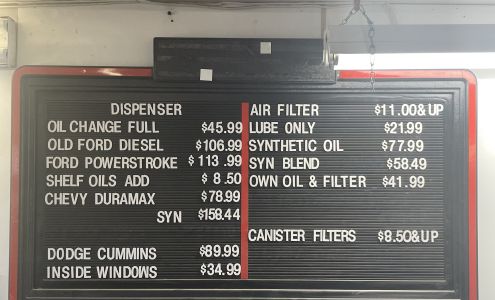 DISPENSER
OIL CHANGE FULL $45.99
OLD FORD DIESEL $106.99
FORD POWERSTROKE $113.99
SHELF OILS ADD $8.50
CHEVY DURAMAX $78.99
SYN $158.44
DODGE CUMMINS $89.99
INSIDE WINDOWS $34.99
AIR FILTER $11.00&UP
LUBE ONLY $21.99
SYNTHETIC OIL $77.99
SYN BLEND $58.49
OWN OIL & FILTER $41.99
CANISTER FILTERS $8.50&UP